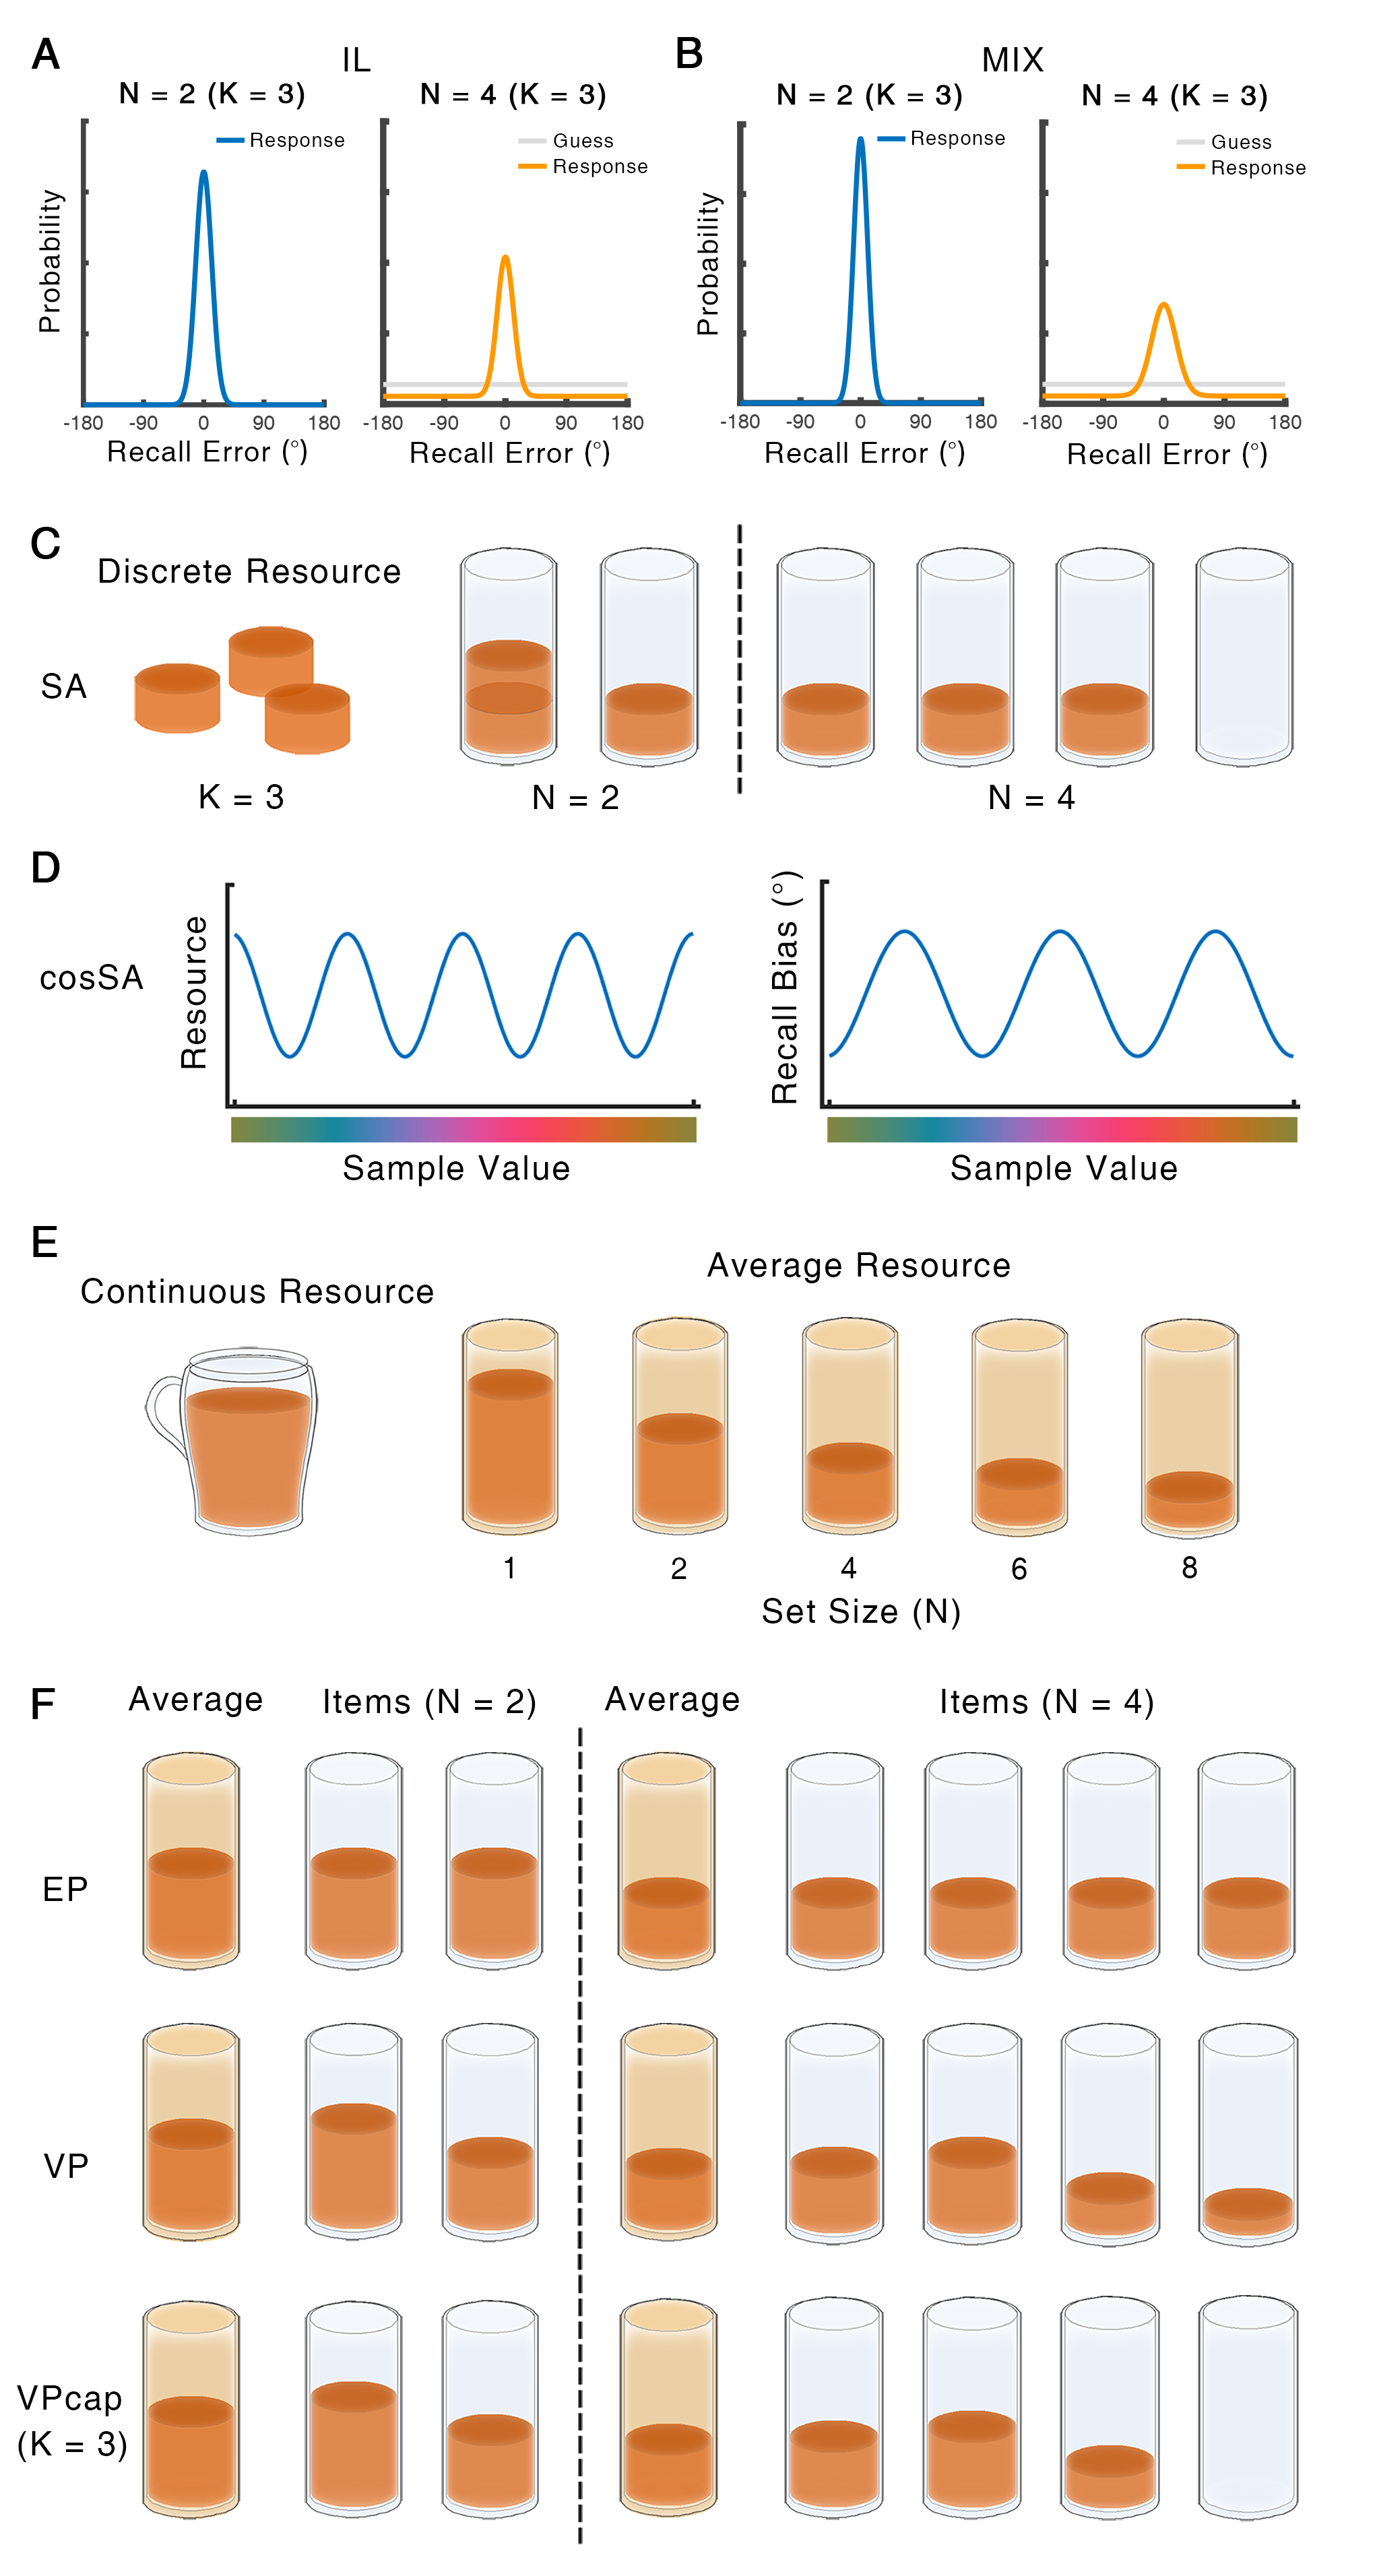 A
IL
N = 2 (K = 3)
Response
Probability
-180 -90 0 90 180
Recall Error (°)
N = 4 (K = 3)
Guess
Response
-180 -90 0 90 180
Recall Error (°)
B
MIX
N = 2 (K = 3)
Response
Probability
-180 -90 0 90 180
Recall Error (°)
N = 4 (K = 3)
Guess
Response
-180 -90 0 90 180
Recall Error (°)
C
Discrete Resource
SA
K = 3
N = 2
N = 4
D
cosSA
Resource
Sample Value
Recall Bias (°)
Sample Value
E
Continuous Resource
Average Resource
1 2 4 6 8
Set Size (N)
F
Average
Items (N = 2)
Average
Items (N = 4)
EP
VP
VPcap
(K = 3)